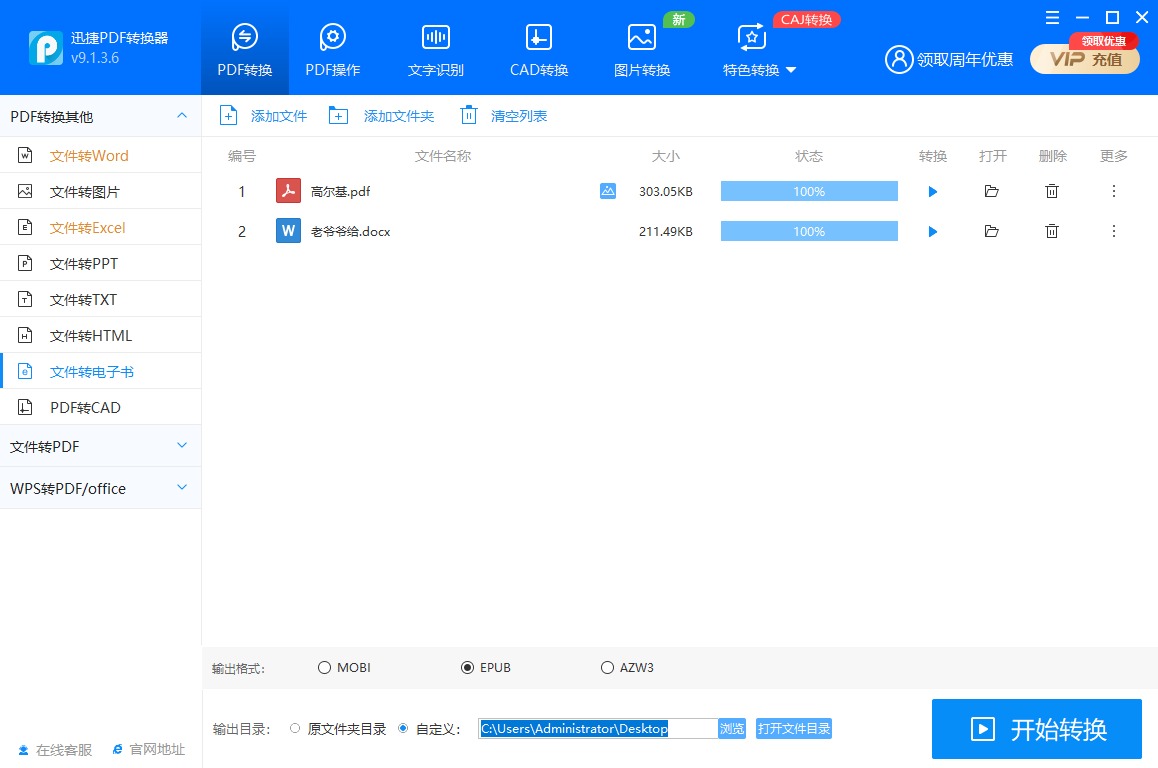 迅捷PDF转换器
v9.1.3.6
PDF转换
PDF操作
文字识别
CAD转换
新
图片转换
CAJ转换
特色转换
领取周年优惠
领取优惠
VIP 充值
PDF转换其他
文件转Word
文件转图片
文件转Excel
文件转PPT
文件转TXT
文件转HTML
文件转电子书
PDF转CAD
文件转PDF
WPS转PDF/office
在线客服 官网地址
添加文件 添加文件夹 清空列表
编号 文件名称 大小 状态 转换 打开 删除 更多
1 高尔基.pdf 303.05KB 100%
2 W 老爷爷给.docx 211.49KB 100%
输出格式: MOBI EPUB AZW3
输出目录: 原文件夹目录 自定义: C:\Users\Administrator\Desktop 浏览 打开文件目录
开始转换